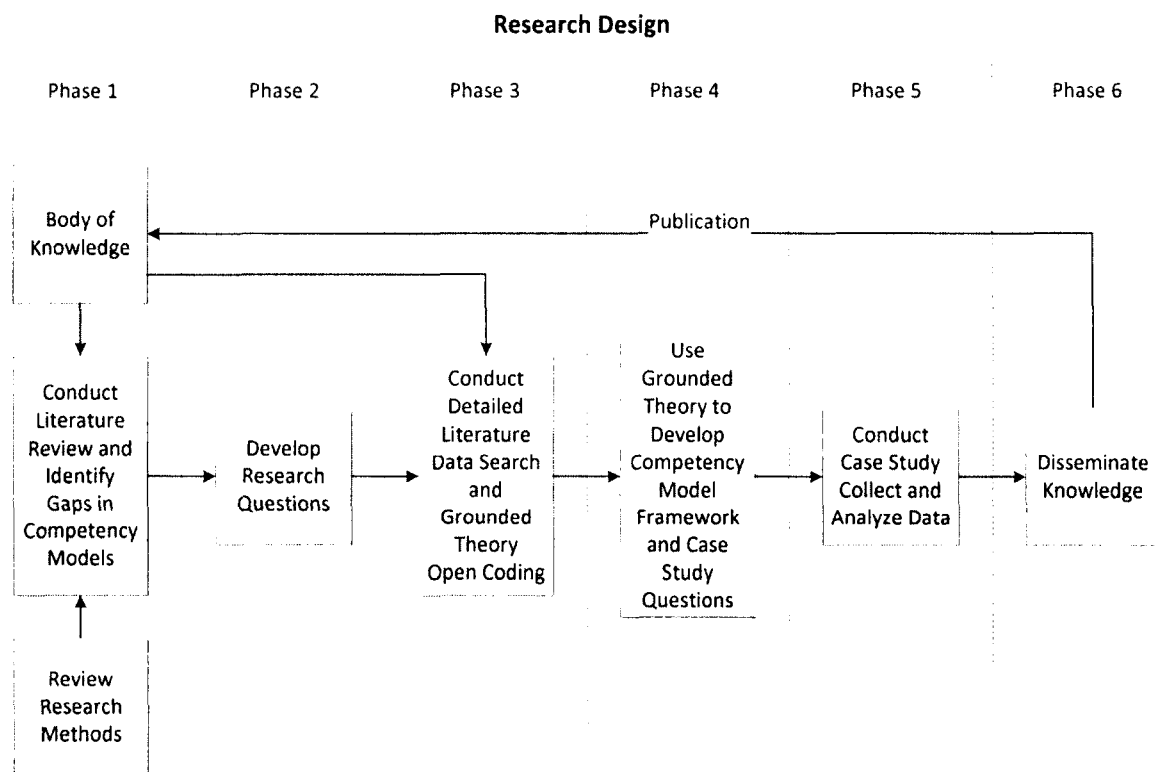 Research Design
Phase 1
Phase 2
Phase 3
Phase 4
Phase 5
Phase 6
Body of
Knowledge
Publication
Conduct
Literature
Review and
Identify
Gaps in
Competency
Models
Develop
Research
Questions
Conduct
Detailed
Literature
Data Search
and
Grounded
Theory
Open Coding
Use
Grounded
Theory to
Develop
Competency
Model
Framework
and Case
Study
Questions
Conduct
Case Study
Collect and
Analyze Data
Disseminate
Knowledge
Review
Research
Methods